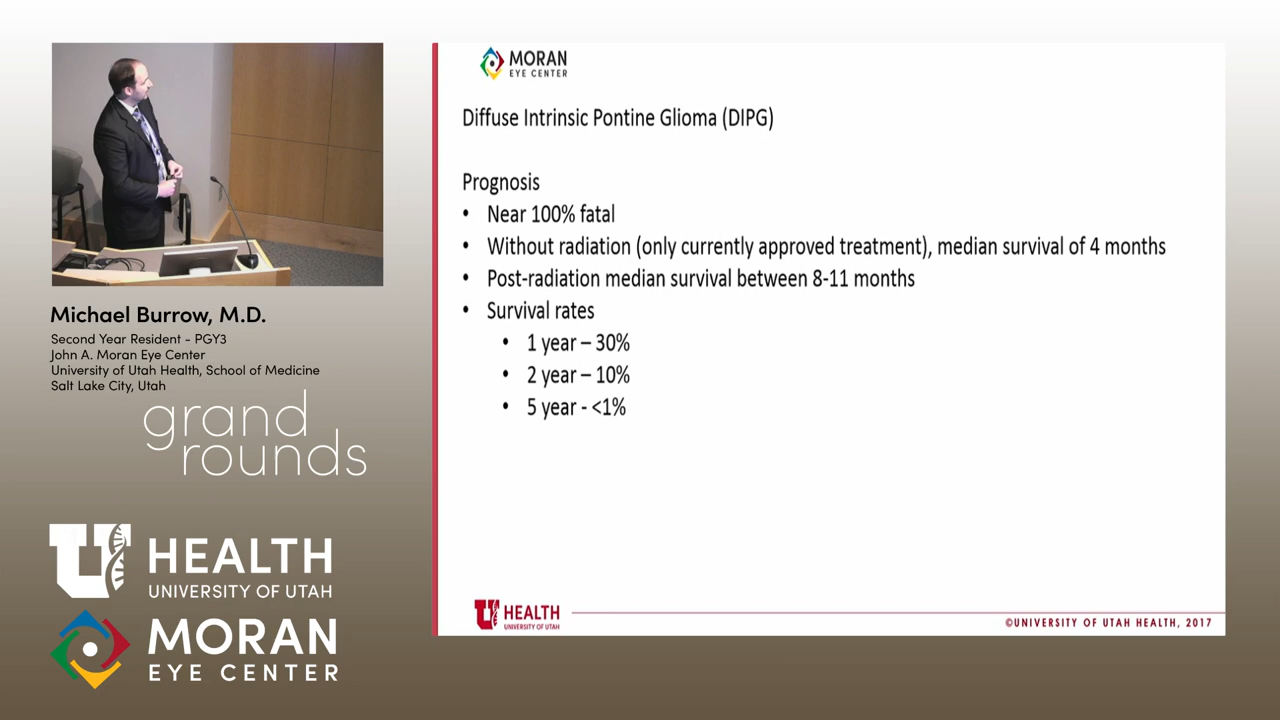 Michael Burrow, M.D.
Second Year Resident - PGY3
John A. Moran Eye Center
University of Utah Health, School of Medicine
Salt Lake City, Utah
grand
rounds
U HEALTH
UNIVERSITY OF UTAH
MORAN
EYE CENTER
MORAN
EYE CENTER
Diffuse Intrinsic Pontine Glioma (DIPG)
Prognosis
• Near 100% fatal
• Without radiation (only currently approved treatment), median survival of 4 months
• Post-radiation median survival between 8-11 months
• Survival rates
• 1 year – 30%
• 2 year – 10%
• 5 year - <1%
U HEALTH
UNIVERSITY OF UTAH
©UNIVERSITY OF UTAH HEALTH, 2017